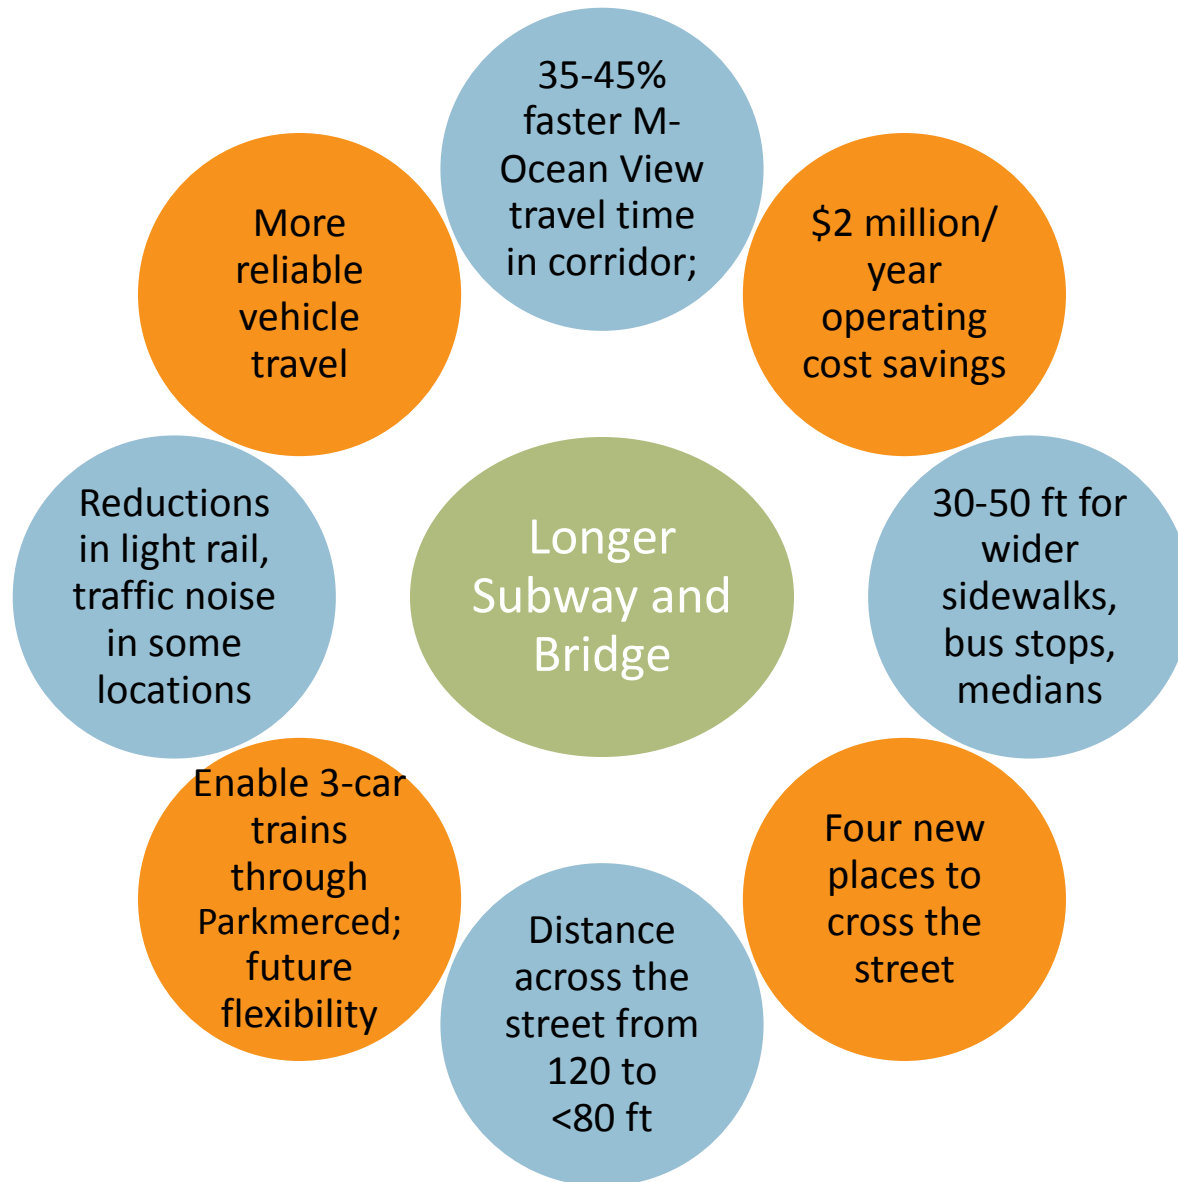 35-45%
faster M-
Ocean View
travel time
in corridor;
$2 million/
year
operating
cost savings
30-50 ft for
wider
sidewalks,
bus stops,
medians
Four new
places to
cross the
street
Distance
across the
street from
120 to
<80 ft
Enable 3-car
trains
through
Parkmerced;
future
flexibility
Reductions
in light rail,
traffic noise
in some
locations
More
reliable
vehicle
travel
Longer
Subway and
Bridge